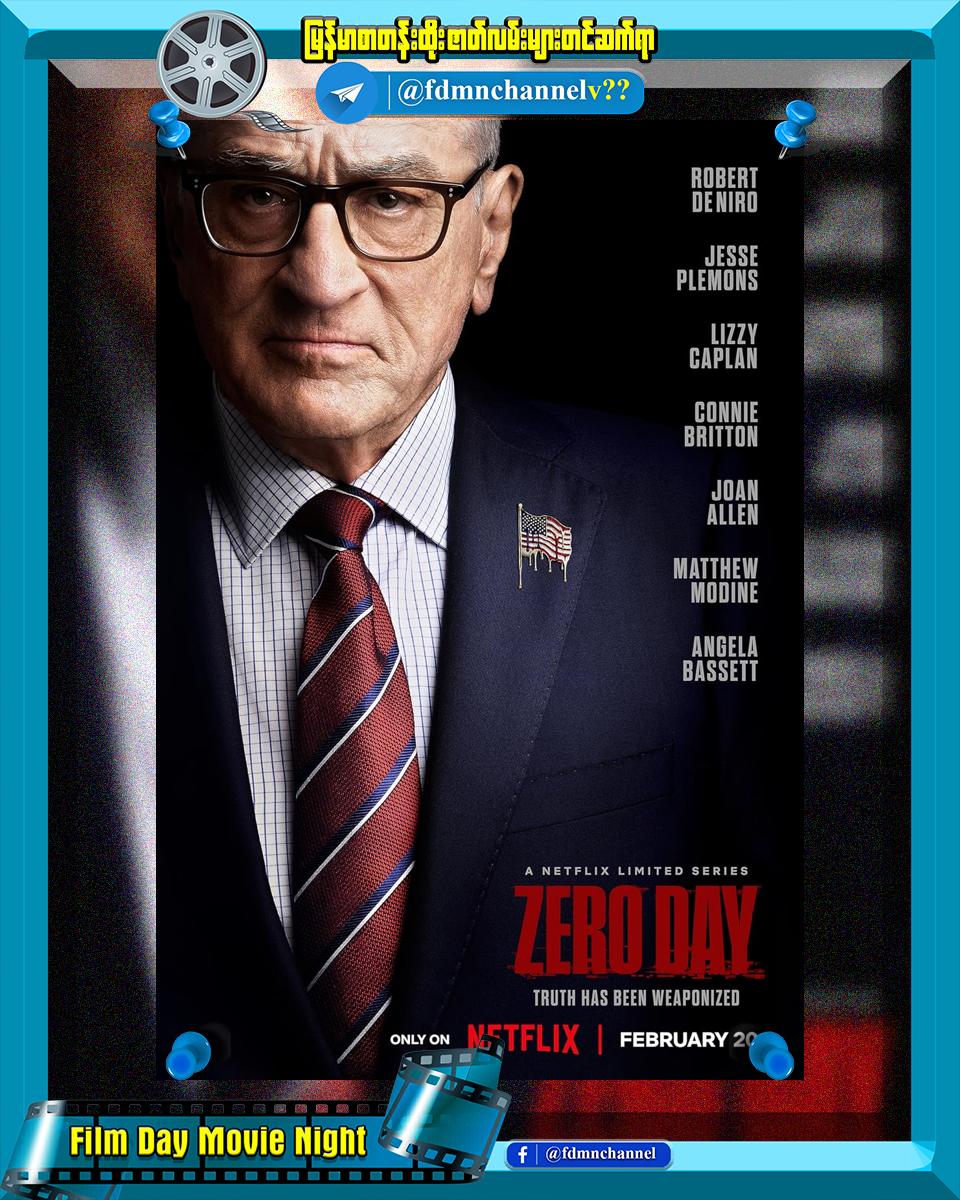 မြန်မာစာတန်းထိုးဇာတ်လမ်းများတင်ဆက်ရာ
@fdmnchannelv??
ROBERT
DE NIRO
JESSE
PLEMONS
LIZZY
CAPLAN
CONNIE
BRITTON
JOAN
ALLEN
MATTHEW
MODINE
ANGELA
BASSETT
A NETFLIX LIMITED SERIES
ZERO DAY
TRUTH HAS BEEN WEAPONIZED
ONLY ON NETFLIX | FEBRUARY 20
Film Day Movie Night
f @fdmnchannel